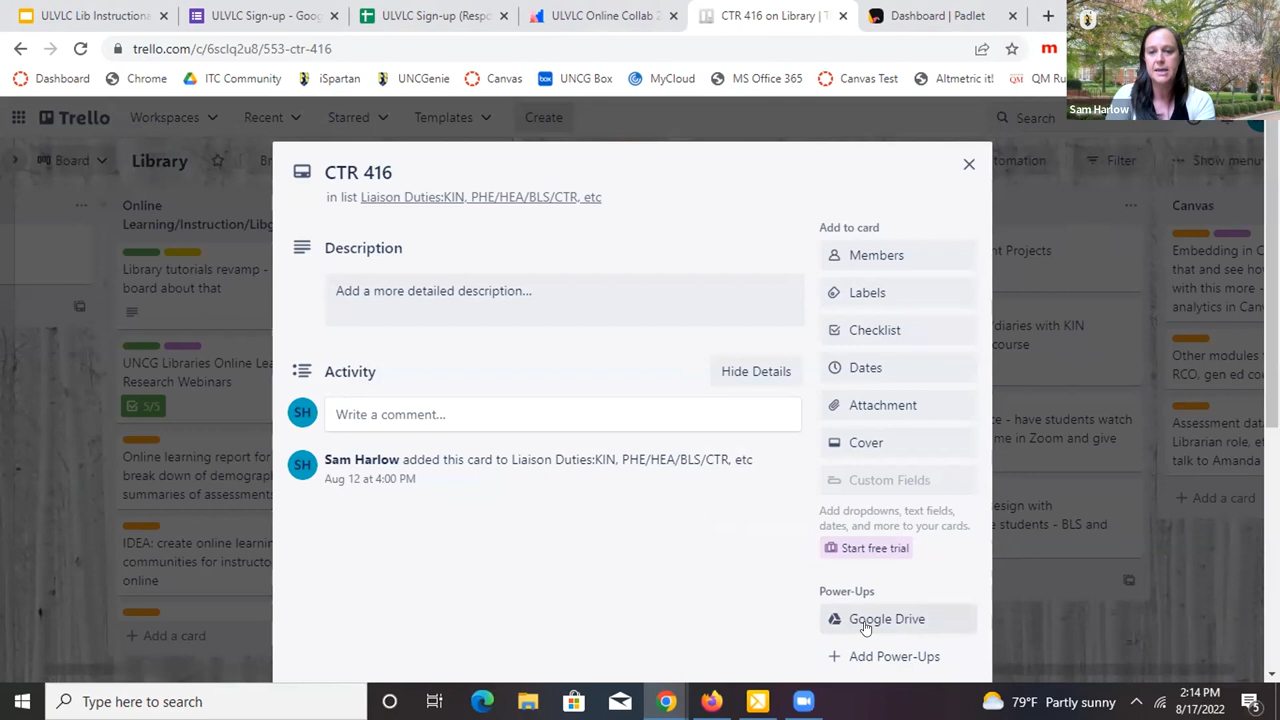 ULVLC Lib Instructiona
ULVLC Sign-up - Goog
ULVLC Sign-up (Respo
ULVLC Online Collab 2
CTR 416 on Library | T
Dashboard | Padlet
trello.com/c/6sclq2u8/553-ctr-416
Dashboard
Chrome
ITC Community
iSpartan
UNCGenie
Canvas
UNCG Box
MyCloud
MS Office 365
Canvas Test
Altmetric it!
QM Ru
Sam Harlow
Trello
Workspaces
Recent
Starred
Templates
Create
Search
Board
Library
Automation
Filter
Show menu
CTR 416
in list Liaison Duties:KIN, PHE/HEA/BLS/CTR, etc
Description
Add a more detailed description...
Activity
Hide Details
SH
Write a comment...
SH
Sam Harlow added this card to Liaison Duties:KIN, PHE/HEA/BLS/CTR, etc
Aug 12 at 4:00 PM
Add to card
Members
Labels
Checklist
Dates
Attachment
Cover
Custom Fields
Add dropdowns, text fields,
dates, and more to your cards.
Start free trial
Power-Ups
Google Drive
Add Power-Ups
Online
Learning/Instruction/Libg
Library tutorials revamp -
board about that
UNCG Libraries Online Lea
Research Webinars
5/5
Online learning report for
break down of demograph
summaries of assessments
IDEA: create online learnin
communities for instructo
online
Add a card
nt Projects
/diaries with KIN
course
- have students watch
me in Zoom and give
esign with
e students - BLS and
Canvas
Embedding in C
that and see ho
with this more -
analytics in Can
Other modules
RCO, gen ed co
Assessment data
Librarian role, et
talk to Amanda
Add a card
Type here to search
79°F Partly sunny
2:14 PM
8/17/2022
5